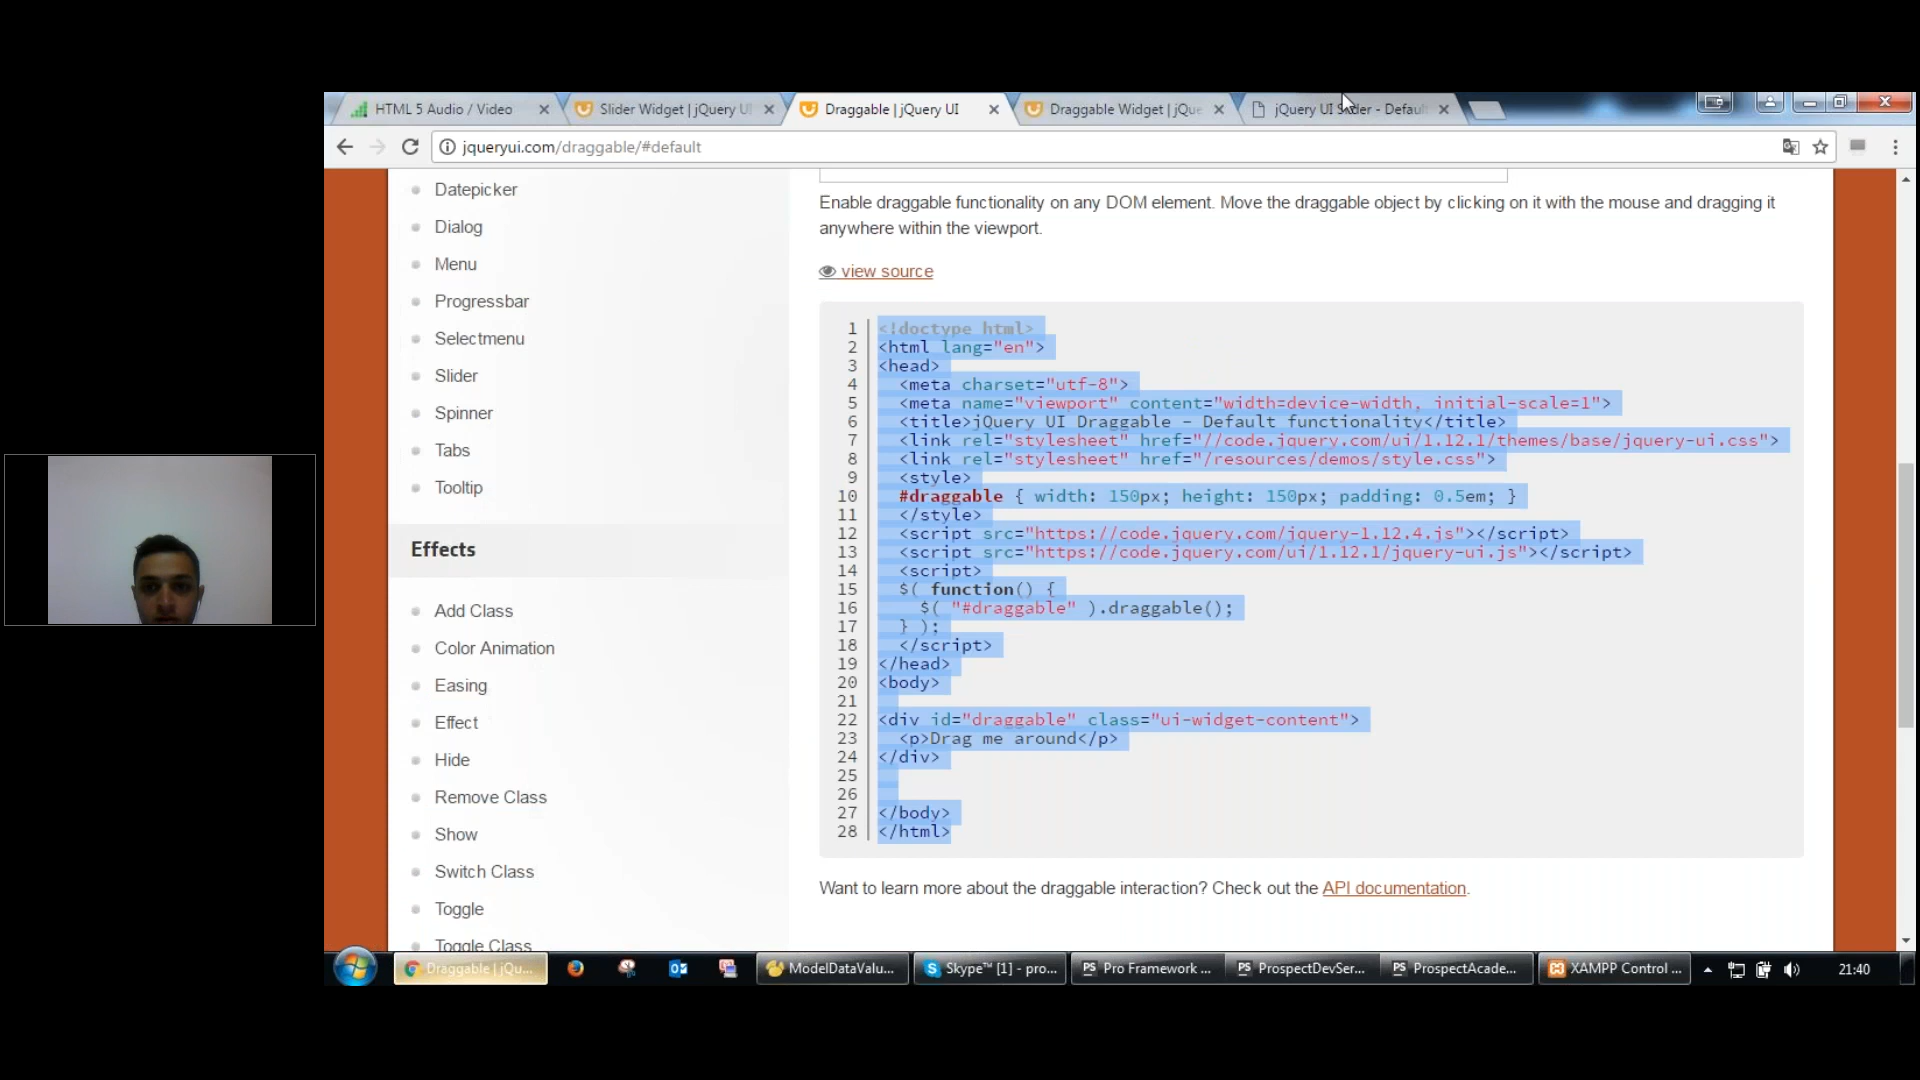 HTML 5 Audio / Video
Slider Widget | jQuery UI
Draggable | jQuery UI
Draggable Widget | jQue
jQuery UI Slider - Default
jqueryui.com/draggable/#default
Datepicker
Dialog
Menu
Progressbar
Selectmenu
Slider
Spinner
Tabs
Tooltip
Effects
Add Class
Color Animation
Easing
Effect
Hide
Remove Class
Show
Switch Class
Toggle
Toggle Class
Enable draggable functionality on any DOM element. Move the draggable object by clicking on it with the mouse and dragging it
anywhere within the viewport.
view source
1 <!doctype html>
2 <html lang="en">
3 <head>
4 <meta charset="utf-8">
5 <meta name="viewport" content="width=device-width, initial-scale=1">
6 <title>jQuery UI Draggable - Default functionality</title>
7 <link rel="stylesheet" href="//code.jquery.com/ui/1.12.1/themes/base/jquery-ui.css">
8 <link rel="stylesheet" href="/resources/demos/style.css">
9 <style>
10 #draggable { width: 150px; height: 150px; padding: 0.5em; }
11 </style>
12 <script src="https://code.jquery.com/jquery-1.12.4.js"></script>
13 <script src="https://code.jquery.com/ui/1.12.1/jquery-ui.js"></script>
14 <script>
15 $( function() {
16 $( "#draggable" ).draggable();
17 } );
18 </script>
19 </head>
20 <body>
21
22 <div id="draggable" class="ui-widget-content">
23 <p>Drag me around</p>
24 </div>
25
26
27 </body>
28 </html>
Want to learn more about the draggable interaction? Check out the API documentation.
Draggable | jQu...
ModelDataValu...
Skype™ [1] - pro...
Pro Framework ...
ProspectDevSer...
ProspectAcade...
XAMPP Control ...
21:40